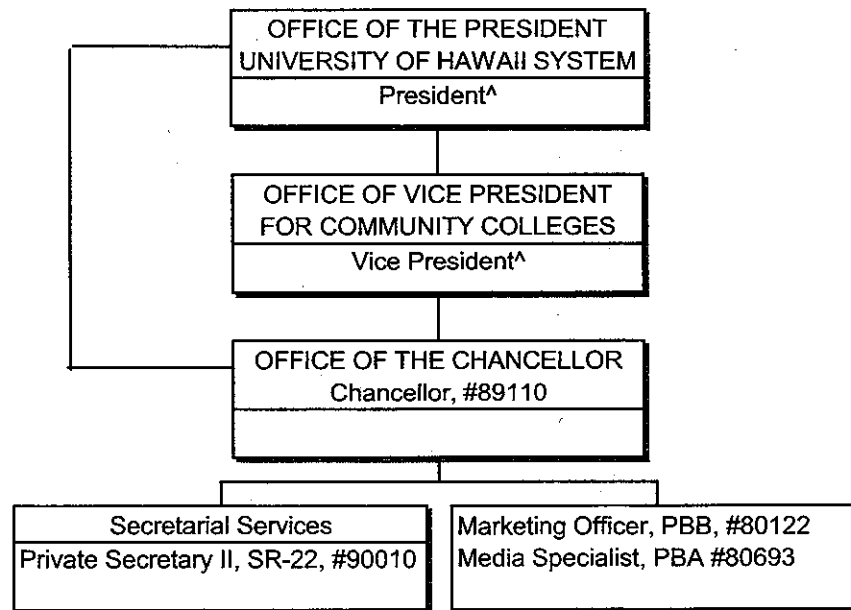 OFFICE OF THE PRESIDENT
UNIVERSITY OF HAWAII SYSTEM
President^
OFFICE OF VICE PRESIDENT
FOR COMMUNITY COLLEGES
Vice President^
OFFICE OF THE CHANCELLOR
Chancellor, #89110
Secretarial Services
Private Secretary II, SR-22, #90010
Marketing Officer, PBB, #80122
Media Specialist, PBA #80693